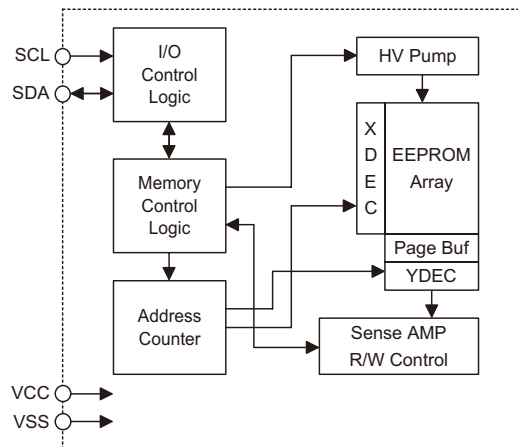 SCL
SDA
I/O
Control
Logic
HV Pump
X
D
E
C
EEPROM
Array
Memory
Control
Logic
Page Buf
YDEC
Address
Counter
Sense AMP
R/W Control
VCC
VSS